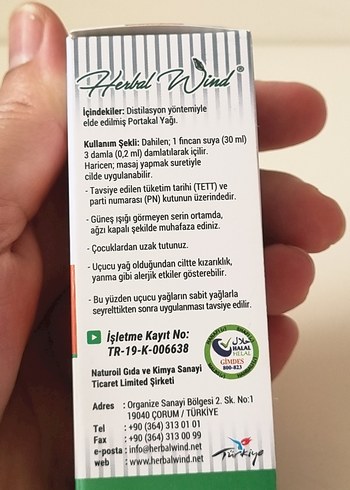 Herbal Wind®
İçindekiler: Distilasyon yöntemiyle
elde edilmiş Portakal Yağı.
Kullanım Şekli: Dahilen; 1 fincan suya (30 ml)
3 damla (0,2 ml) damlatılarak içilir.
Haricen; masaj yapmak suretiyle
cilde uygulanabilir.
- Tavsiye edilen tüketim tarihi (TETT) ve
parti numarası (PN) kutunun üzerindedir.
- Güneş ışığı görmeyen serin ortamda,
ağzı kapalı şekilde muhafaza ediniz.
- Çocuklardan uzak tutunuz.
- Uçucu yağ olduğundan ciltte kızarıklık,
yanma gibi alerjik etkiler gösterebilir.
- Bu yüzden uçucu yağların sabit yağlarla
seyreltikten sonra uygulanması tavsiye edilir.
İşletme Kayıt No:
TR-19-K-006638
حلال
HALAL
HELAL
GİMDES
800-823
Naturoil Gıda ve Kimya Sanayi
Ticaret Limited Şirketi
Adres : Organize Sanayi Bölgesi 2. Sk. No:1
19040 ÇORUM / TÜRKİYE
Tel : +90 (364) 313 01 01
Fax : +90 (364) 313 00 99
e-posta : info@herbalwind.net
web : www.herbalwind.net
Türkiye